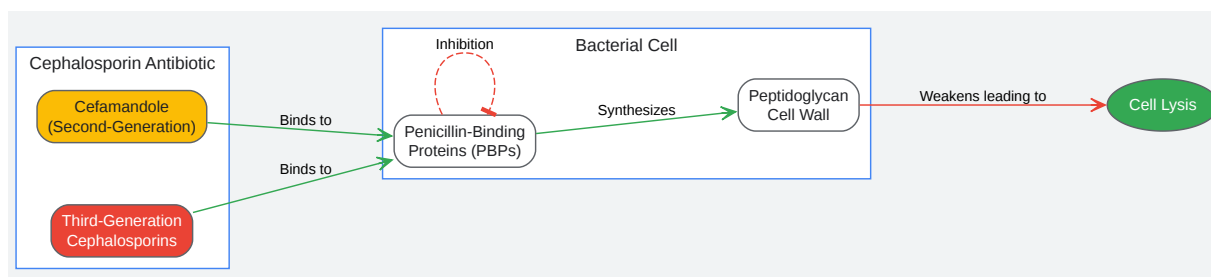 Cephalosporin Antibiotic
Cefamandole
(Second-Generation)
Third-Generation
Cephalosporins
Binds to
Binds to
Bacterial Cell
Inhibition
Penicillin-Binding
Proteins (PBPs)
Synthesizes
Peptidoglycan
Cell Wall
Weakens leading to
Cell Lysis